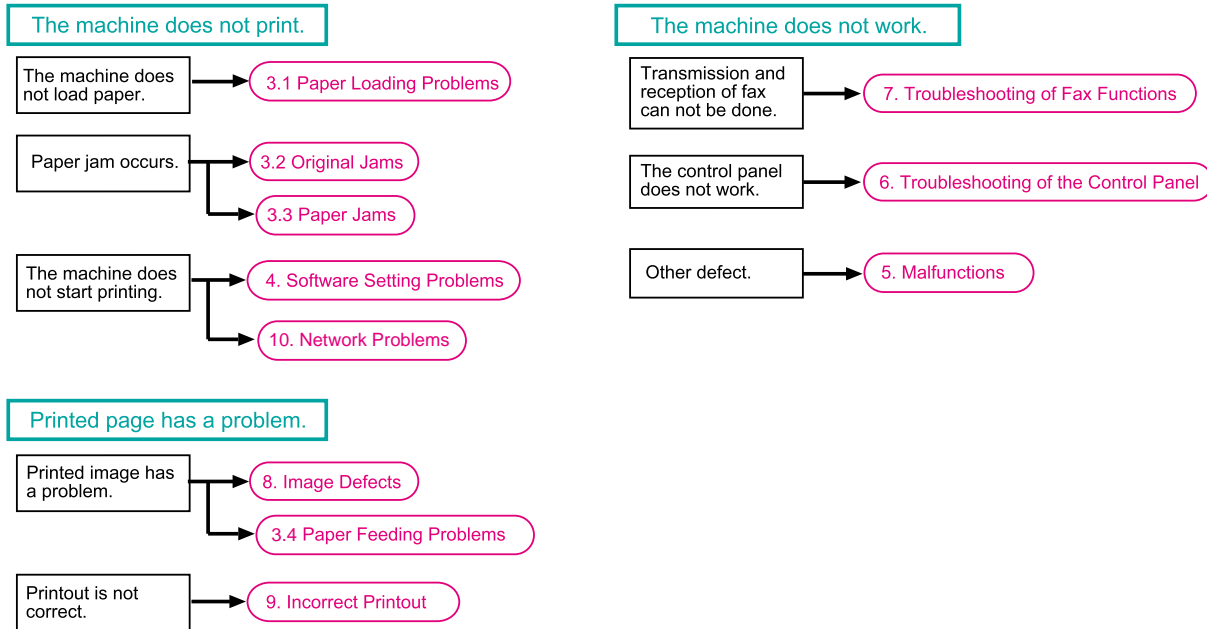 The machine does not print.
The machine does
not load paper.
3.1 Paper Loading Problems
Paper jam occurs.
3.2 Original Jams
3.3 Paper Jams
The machine does
not start printing.
4. Software Setting Problems
10. Network Problems
Printed page has a problem.
Printed image has
a problem.
8. Image Defects
3.4 Paper Feeding Problems
Printout is not
correct.
9. Incorrect Printout
The machine does not work.
Transmission and
reception of fax
can not be done.
7. Troubleshooting of Fax Functions
The control panel
does not work.
6. Troubleshooting of the Control Panel
Other defect.
5. Malfunctions